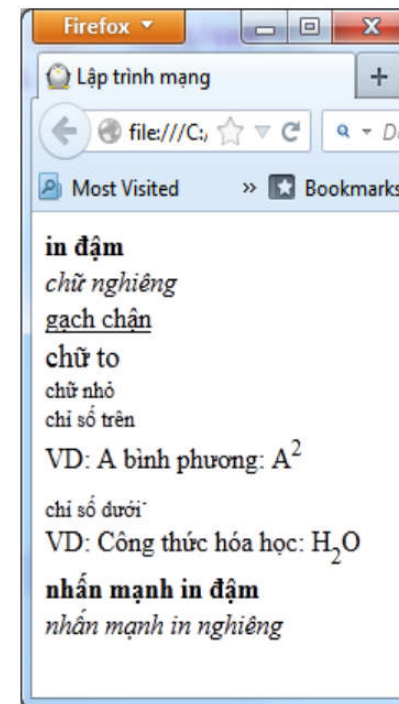 Firefox
Lập trình mạng
file:///C:/
Most Visited » Bookmarks
in đậm
chữ nghiêng
gạch chận
chữ to
chữ nhỏ
chỉ số trên
VD: A bình phương: A²
chỉ số dưới
VD: Công thức hóa học: H₂O
nhấn mạnh in đậm
nhấn mạnh in nghiêng